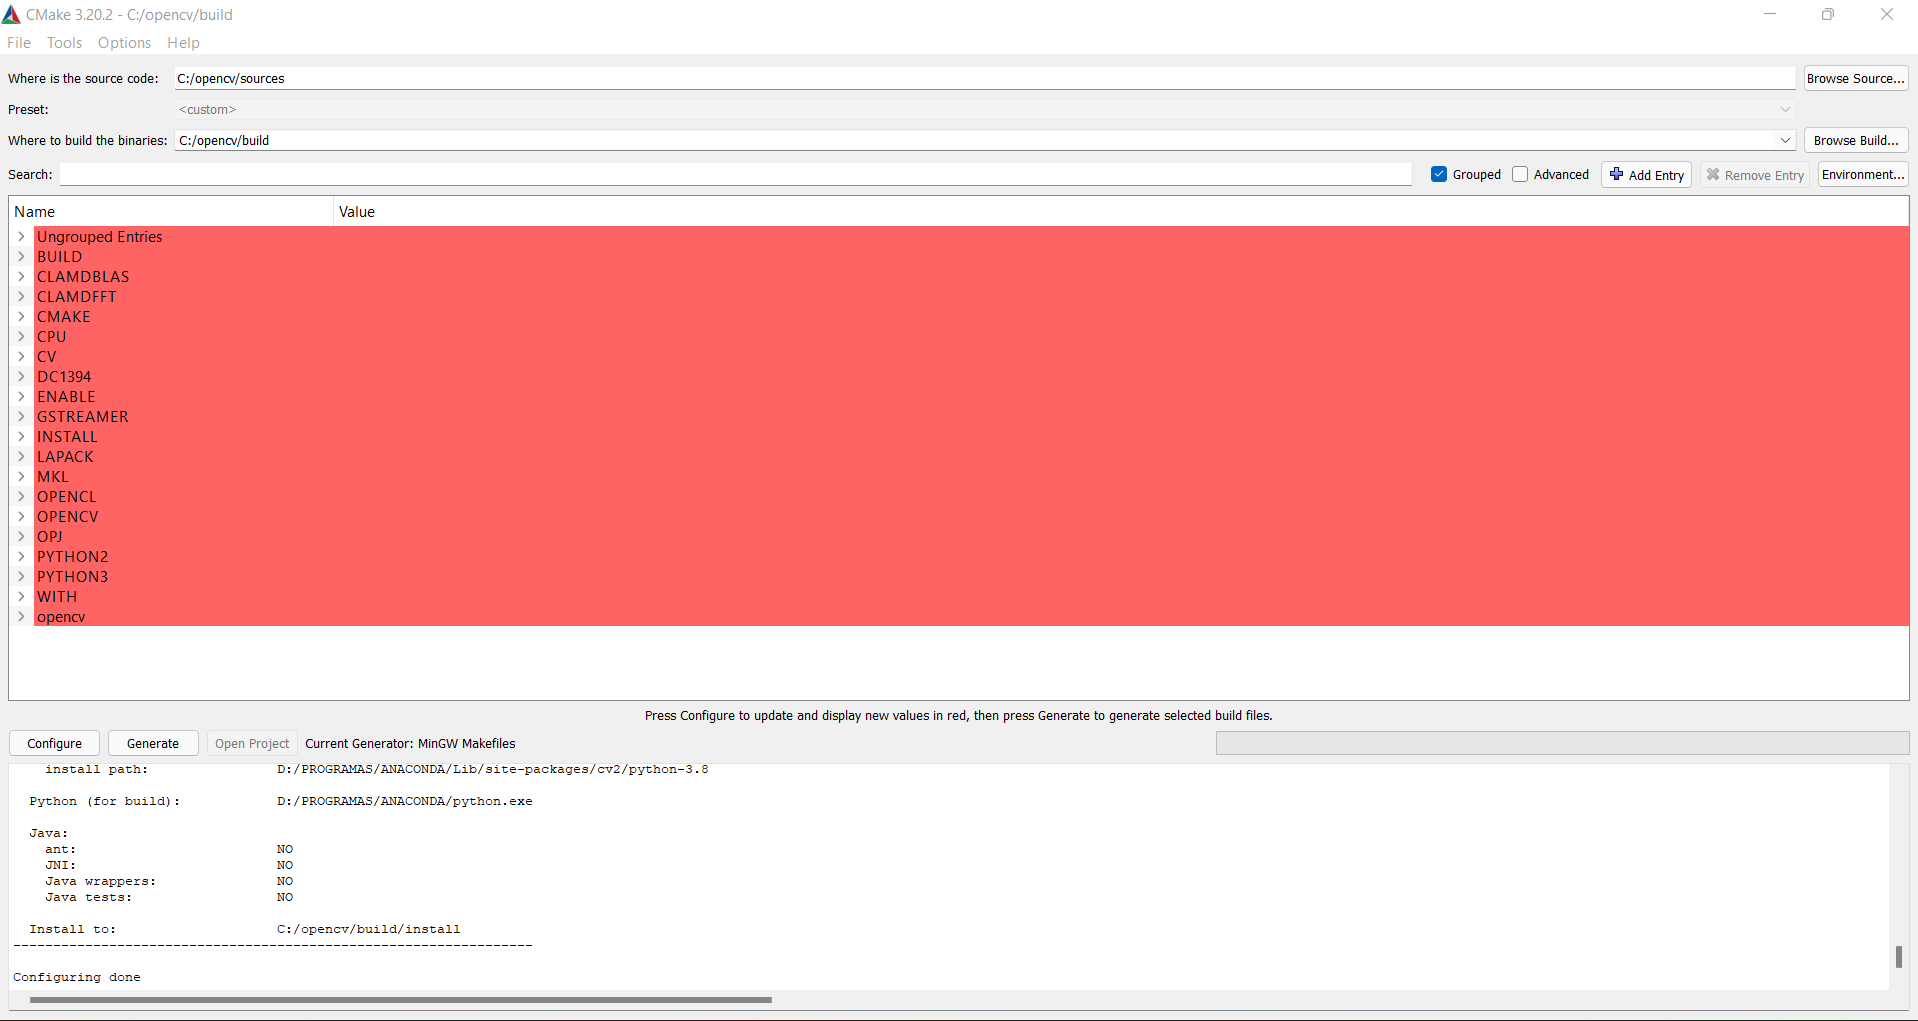 CMake 3.20.2 - C:/opencv/build
File Tools Options Help
Where is the source code: C:/opencv/sources Browse Source...
Preset: <custom>
Where to build the binaries: C:/opencv/build Browse Build...
Search: Grouped Advanced Add Entry Remove Entry Environment...
Name Value
Ungrouped Entries
BUILD
CLAMDBLAS
CLAMDFFT
CMAKE
CPU
CV
DC1394
ENABLE
GSTREAMER
INSTALL
LAPACK
MKL
OPENCL
OPENCV
OPJ
PYTHON2
PYTHON3
WITH
opencv
Press Configure to update and display new values in red, then press Generate to generate selected build files.
Configure Generate Open Project Current Generator: MinGW Makefiles
install path: D:/PROGRAMAS/ANACONDA/Lib/site-packages/cv2/python-3.8
Python (for build): D:/PROGRAMAS/ANACONDA/python.exe
Java:
ant: NO
JNI: NO
Java wrappers: NO
Java tests: NO
Install to: C:/opencv/build/install
-----------------------------------------------------------------
Configuring done